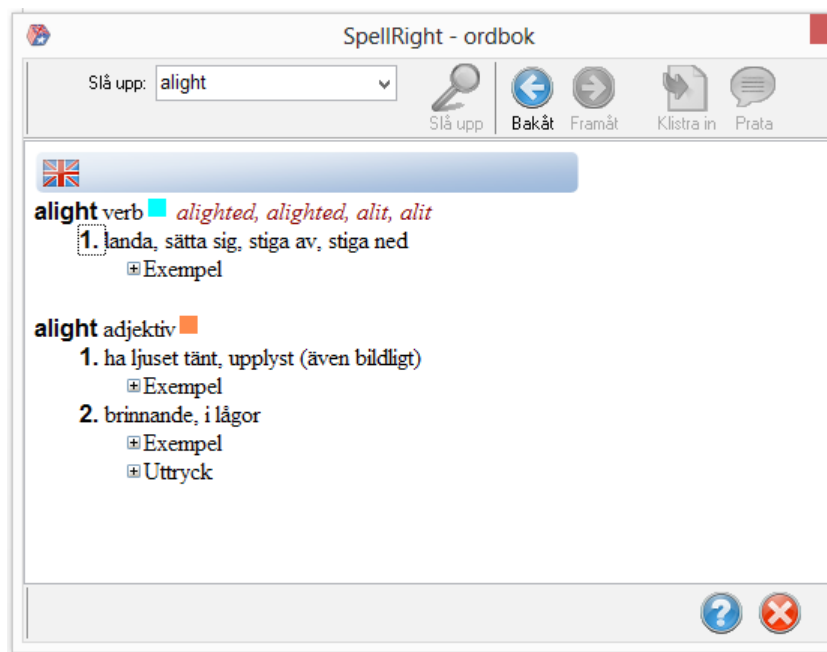 SpellRight - ordbok
Slå upp: alight
Slå upp Bakåt Framåt Klistra in Prata
alight verb alighted, alighted, alit, alit
1. landa, sätta sig, stiga av, stiga ned
Exempel
alight adjektiv
1. ha ljuset tänt, upplyst (även bildligt)
Exempel
2. brinnande, i lågor
Exempel
Uttryck